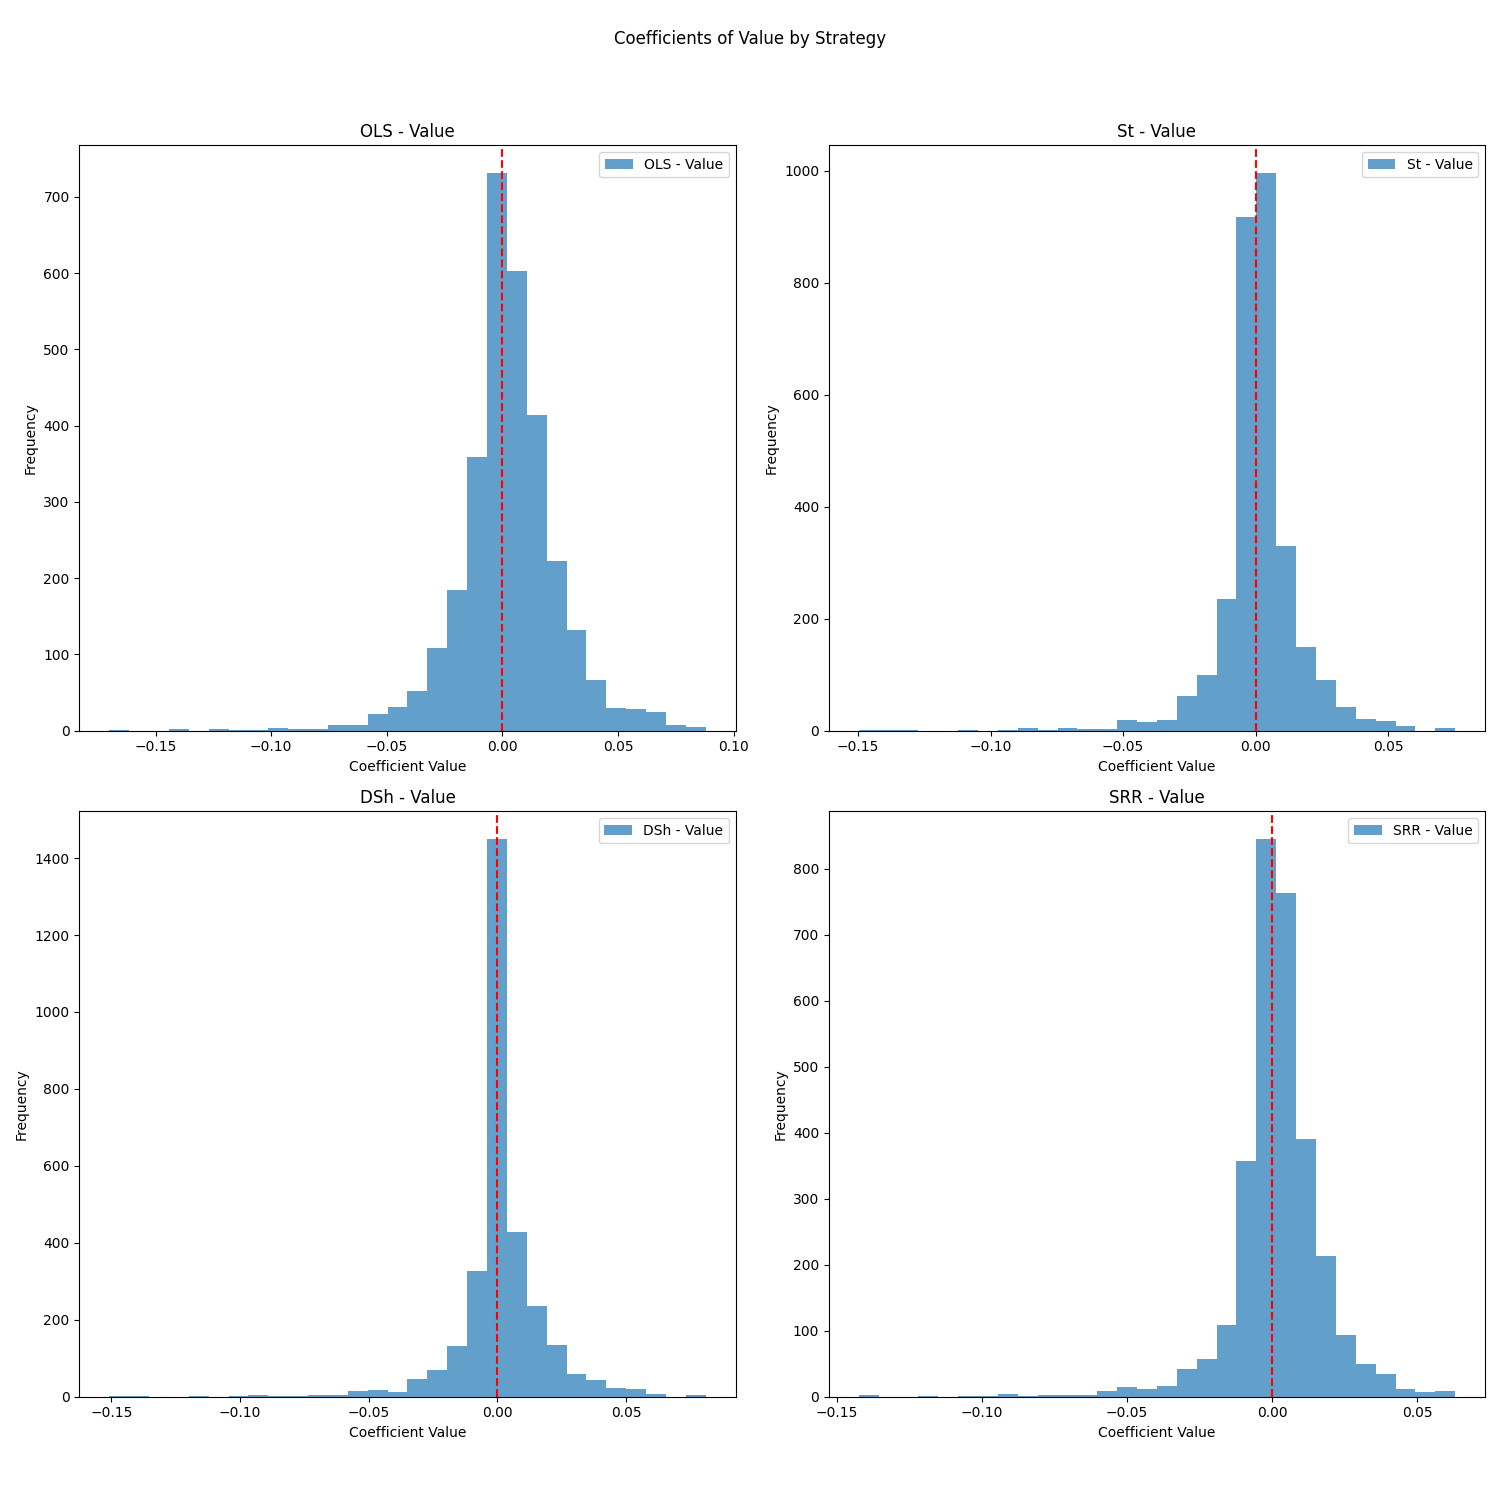 Coefficients of Value by Strategy
OLS - Value
OLS - Value
700
600
500
400
300
200
100
0
Frequency
−0.15 −0.10 −0.05 0.00 0.05 0.10
Coefficient Value
St - Value
St - Value
1000
800
600
400
200
0
Frequency
−0.15 −0.10 −0.05 0.00 0.05
Coefficient Value
DSh - Value
DSh - Value
1400
1200
1000
800
600
400
200
0
Frequency
−0.15 −0.10 −0.05 0.00 0.05
Coefficient Value
SRR - Value
SRR - Value
800
700
600
500
400
300
200
100
0
Frequency
−0.15 −0.10 −0.05 0.00 0.05
Coefficient Value